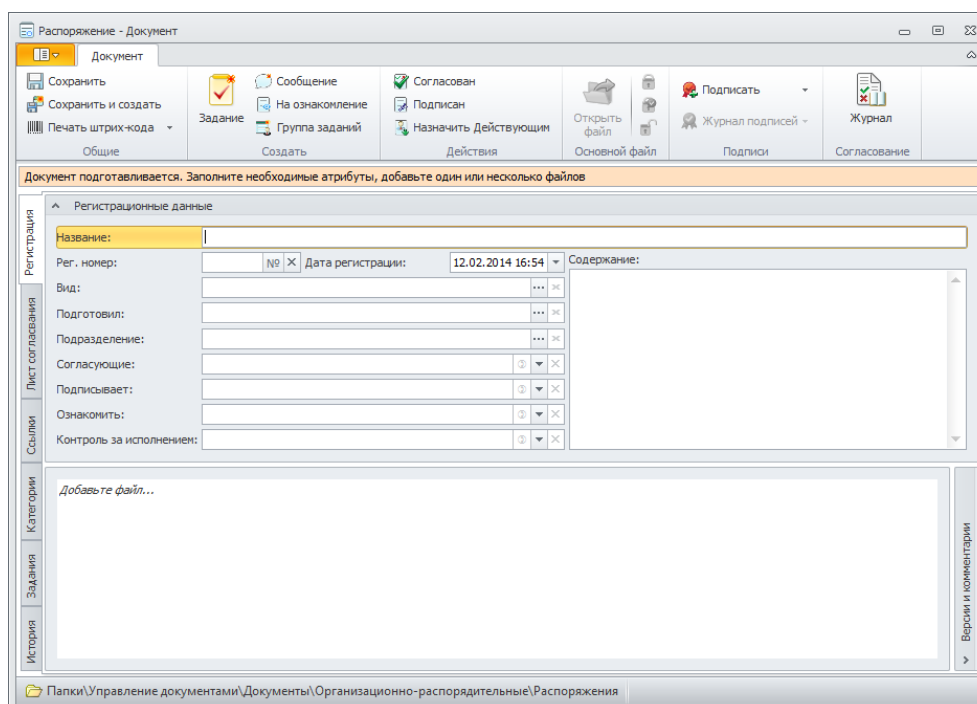 Распоряжение - Документ
Документ
Сохранить
Сохранить и создать
Печать штрих-кода
Общие
Задание
Сообщение
На ознакомление
Группа заданий
Создать
Согласован
Подписан
Назначить Действующим
Действия
Открыть
файл
Основной файл
Подписать
Журнал подписей
Подписи
Журнал
Согласование
Документ подготавливается. Заполните необходимые атрибуты, добавьте один или несколько файлов
Регистрация
Лист согласвания
Ссылки
Категории
Задания
История
Регистрационные данные
Название:
Рег. номер:
№
Дата регистрации:
12.02.2014 16:54
Содержание:
Вид:
Подготовил:
Подразделение:
Согласующие:
Подписывает:
Ознакомить:
Контроль за исполнением:
Добавьте файл...
Версии и комментарии
Папки\Управление документами\Документы\Организационно-распорядительные\Распоряжения